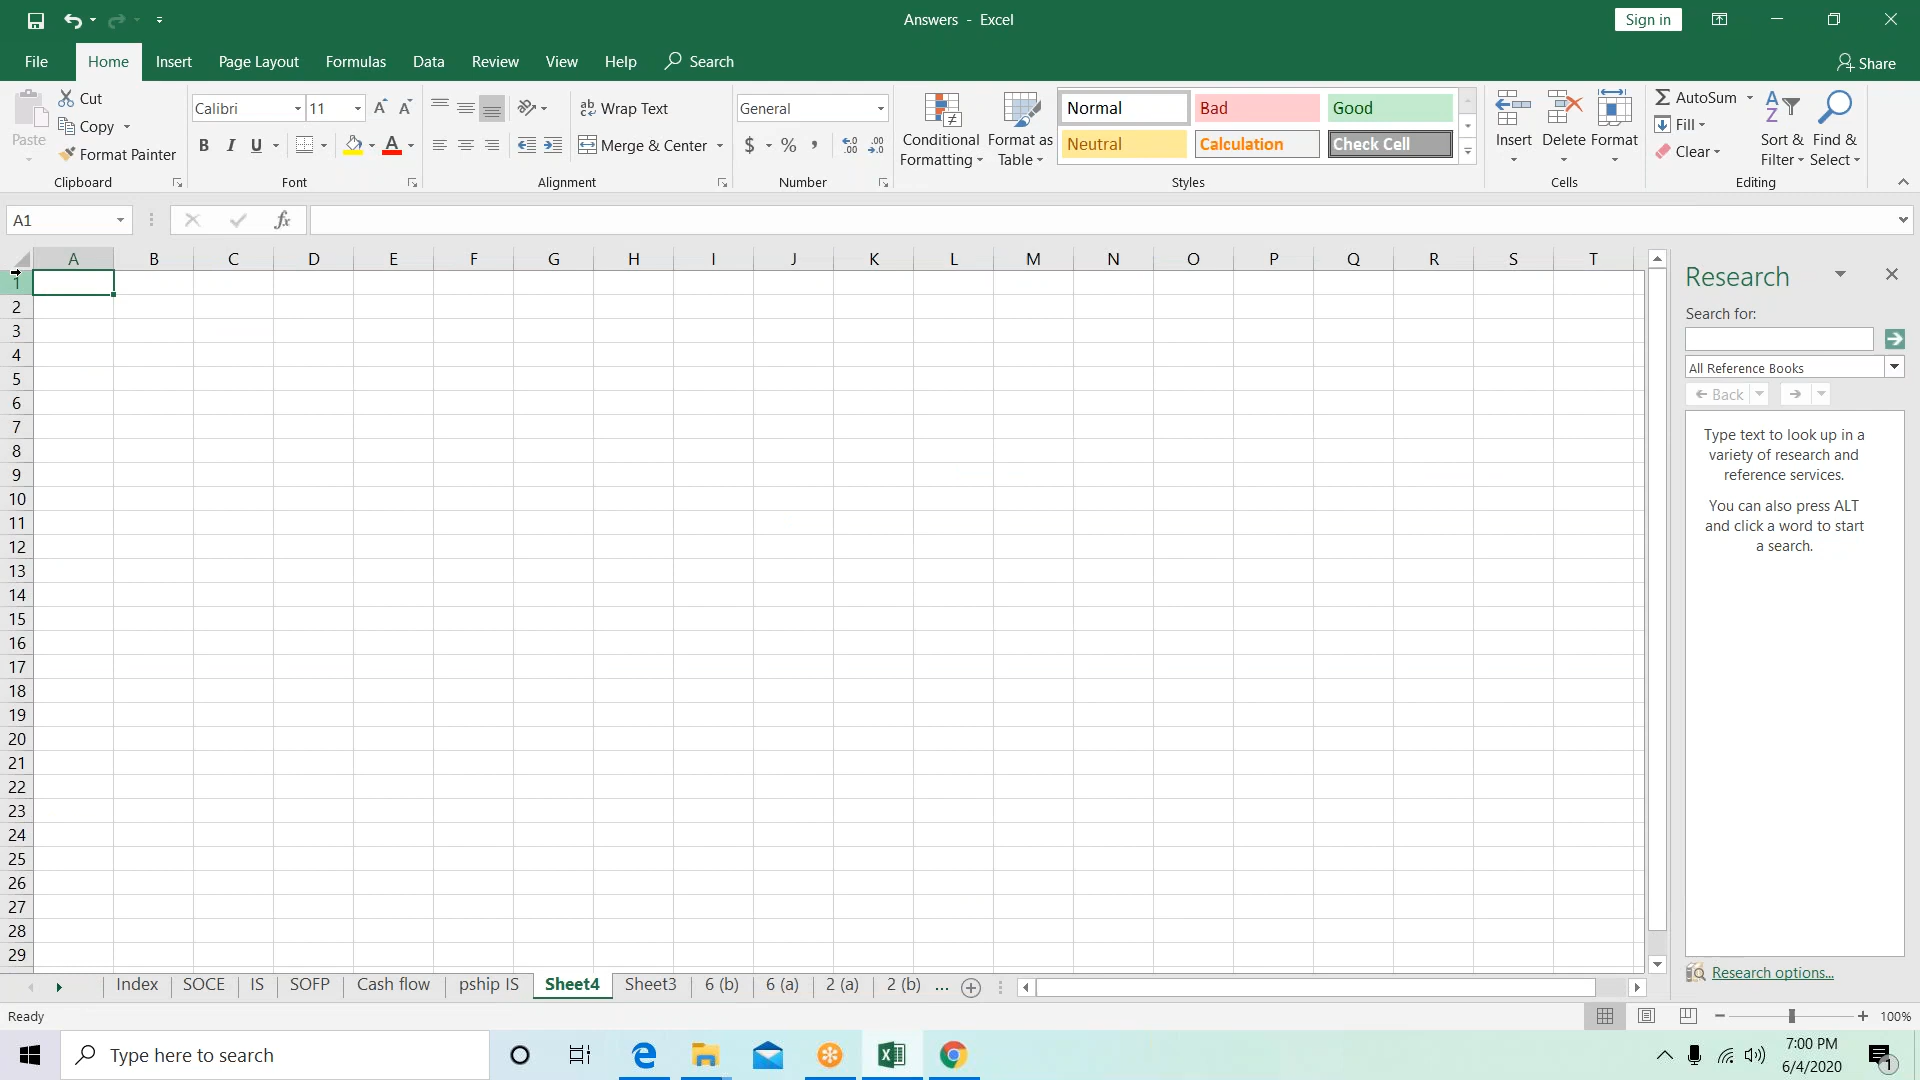 Answers - Excel
Sign in
File Home Insert Page Layout Formulas Data Review View Help Search
Share
Paste
Cut
Copy
Format Painter
Clipboard
Calibri 11
B I U
Font
Wrap Text
Merge & Center
Alignment
General
$ % ,
Number
Conditional Formatting
Format as Table
Normal Bad Good
Neutral Calculation Check Cell
Styles
Insert Delete Format
Cells
AutoSum
Fill
Clear
Sort & Filter
Find & Select
Editing
A1
fx
A B C D E F G H I J K L M N O P Q R S T
1
2
3
4
5
6
7
8
9
10
11
12
13
14
15
16
17
18
19
20
21
22
23
24
25
26
27
28
29
Research
Search for:
All Reference Books
Back
Type text to look up in a
variety of research and
reference services.
You can also press ALT
and click a word to start
a search.
Research options...
Index SOCE IS SOFP Cash flow pship IS Sheet4 Sheet3 6 (b) 6 (a) 2 (a) 2 (b) ...
Ready
100%
Type here to search
7:00 PM
6/4/2020
1